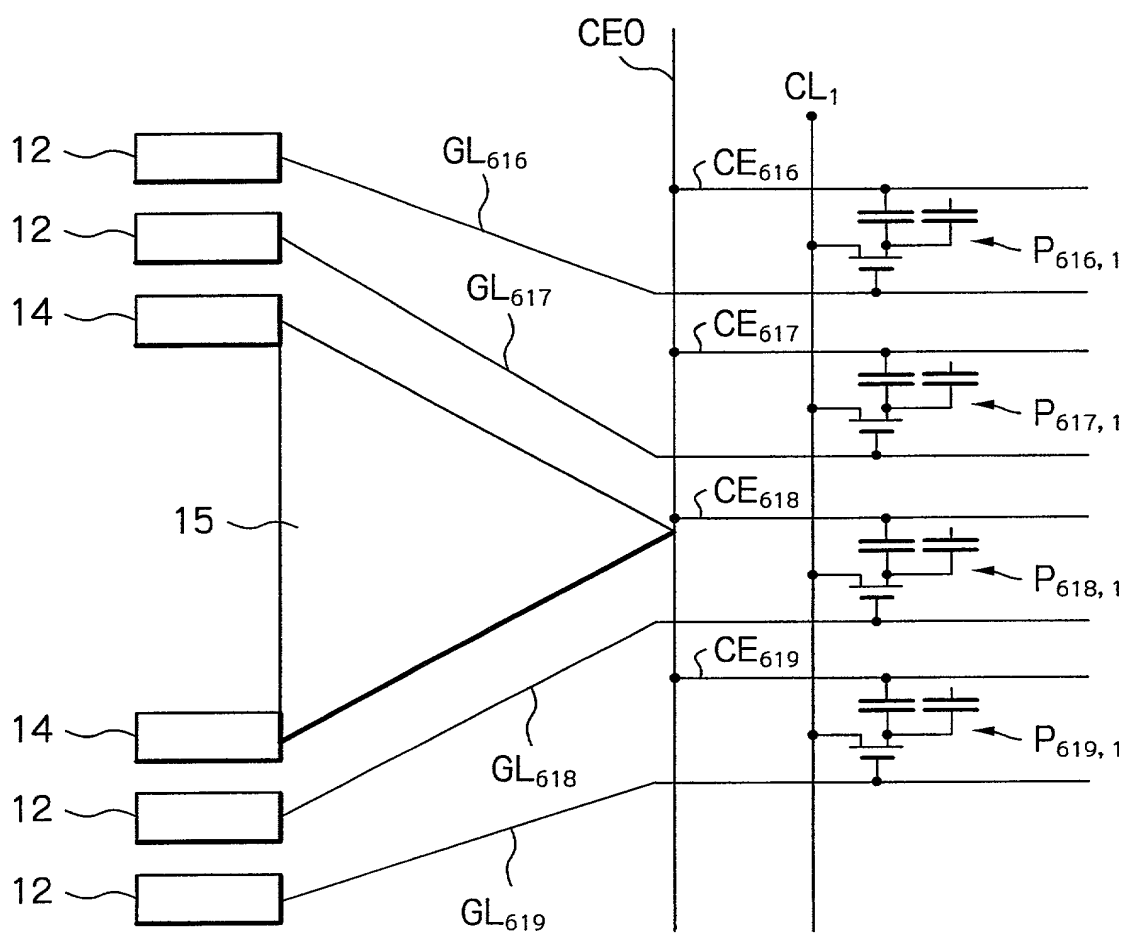 CE0
CL₁
12
GL₆₁₆
CE₆₁₆
12
P₆₁₆,₁
14
GL₆₁₇
CE₆₁₇
P₆₁₇,₁
15
CE₆₁₈
P₆₁₈,₁
CE₆₁₉
14
GL₆₁₈
P₆₁₉,₁
12
12
GL₆₁₉